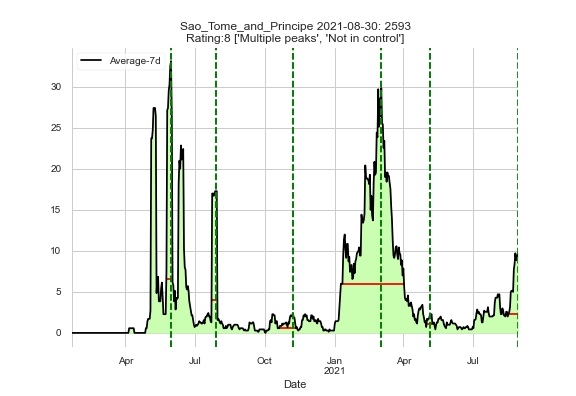 Sao_Tome_and_Principe 2021-08-30: 2593
Rating:8 ['Multiple peaks', 'Not in control']
Average-7d
30
25
20
15
10
5
0
Apr Jul Oct Jan Apr Jul
2021
Date